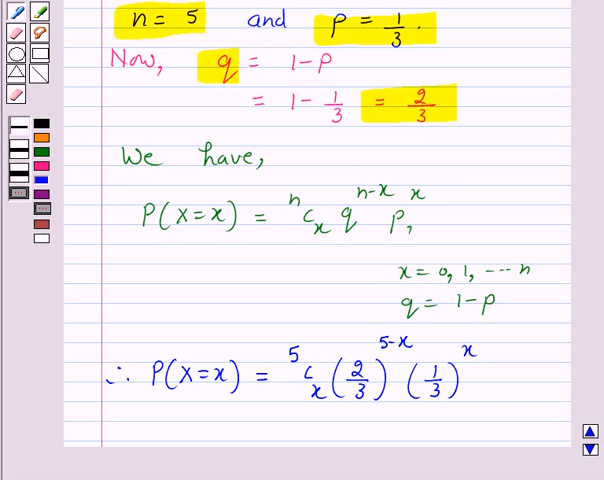 n = 5 and p = 1/3.
Now, q = 1-p
= 1 - 1/3 = 2/3
We have,
P(X=x) = ⁿCₓ qⁿ⁻ˣ pˣ,
x = 0, 1, ---- n
q = 1-p
∴ P(X=x) = ⁵Cₓ (2/3)⁵⁻ˣ (1/3)ˣ